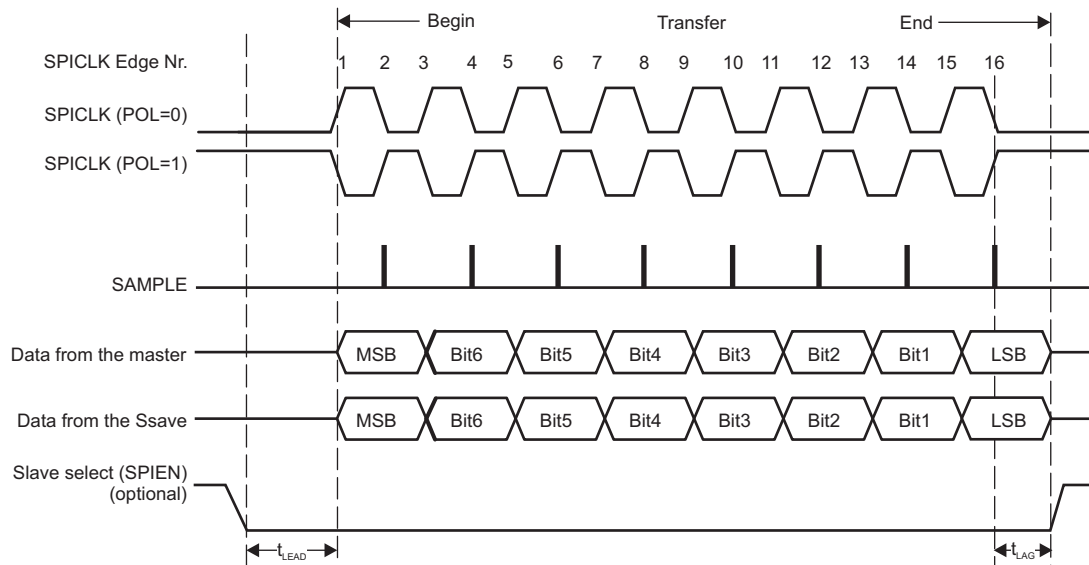 Begin Transfer End
SPICLK Edge Nr. 1 2 3 4 5 6 7 8 9 10 11 12 13 14 15 16
SPICLK (POL=0)
SPICLK (POL=1)
SAMPLE
Data from the master MSB Bit6 Bit5 Bit4 Bit3 Bit2 Bit1 LSB
Data from the Ssave MSB Bit6 Bit5 Bit4 Bit3 Bit2 Bit1 LSB
Slave select (SPIEN)
(optional)
tLEAD tLAG